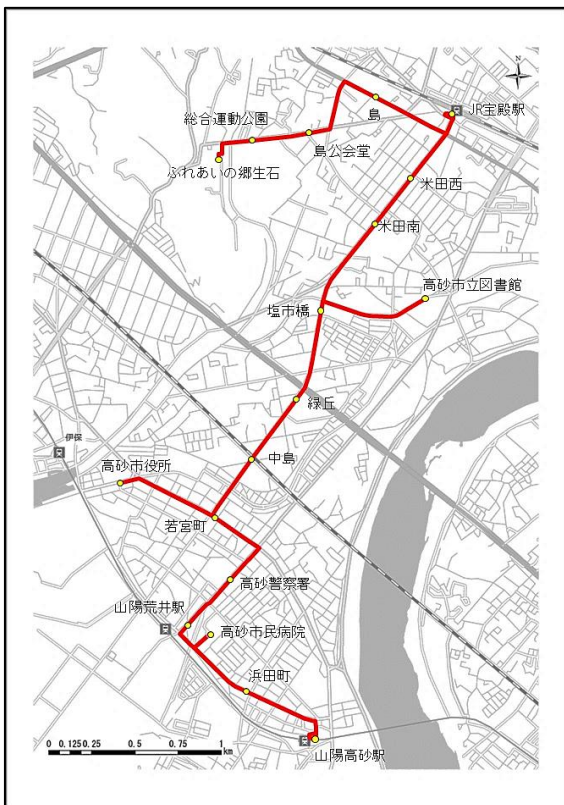 N
JR宝殿駅
島
総合運動公園
島公会堂
ふれあいの郷生石
米田西
米田南
高砂市立図書館
塩市橋
緑丘
伊保
中島
高砂市役所
若宮町
高砂警察署
山陽荒井駅
高砂市民病院
浜田町
山陽高砂駅
0 0.125 0.25 0.5 0.75 1
km